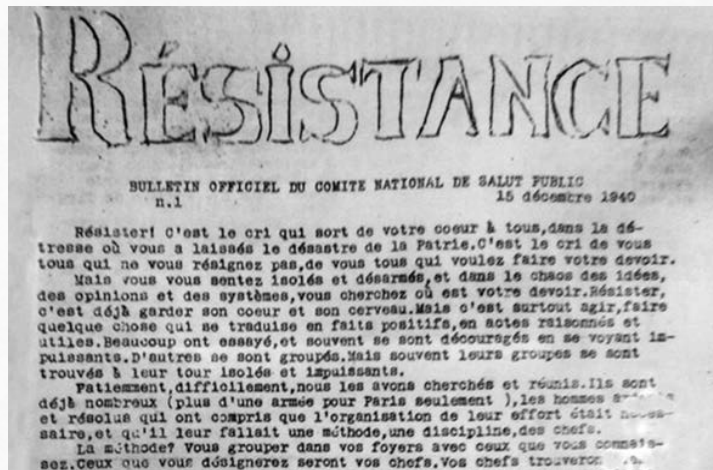 RÉSISTANCE
BULLETIN OFFICIEL DU COMITE NATIONAL DE SALUT PUBLIC
n.1 15 décembre 1940
Résister! C'est le cri qui sort de votre coeur à tous,dans la dé-
tresse où vous a laissés le désastre de la Patrie.C'est le cri de vous
tous qui ne vous résignez pas,de vous tous qui voulez faire votre devoir.
Mais vous vous sentez isolés et désarmés,et dans le chaos des idées,
des opinions et des systèmes,vous cherchez où est votre devoir.Résister,
c'est déjà garder son coeur et son cerveau.Mais c'est surtout agir,faire
quelque chose qui se traduise en faits positifs,en actes raisonnés et
utiles.Beaucoup ont essayé,et souvent se sont découragés en se voyant im-
puissants.D'autres se sont groupés.Mais souvent leurs groupes se sont
trouvés à leur tour isolés et impuissants.
Patiemment,difficilement,nous les avons cherchés et réunis.Ils sont
déjà nombreux (plus d'une armée pour Paris seulement ),les hommes
et résolus qui ont compris que l'organisation de leur effort était néces-
saire,et qu'il leur fallait une méthode,une discipline,des chefs.
La méthode? Vous grouper dans vos foyers avec ceux que vous connais-
sez.Ceux que vous désignerez seront vos chefs.Vos chefs trouveront